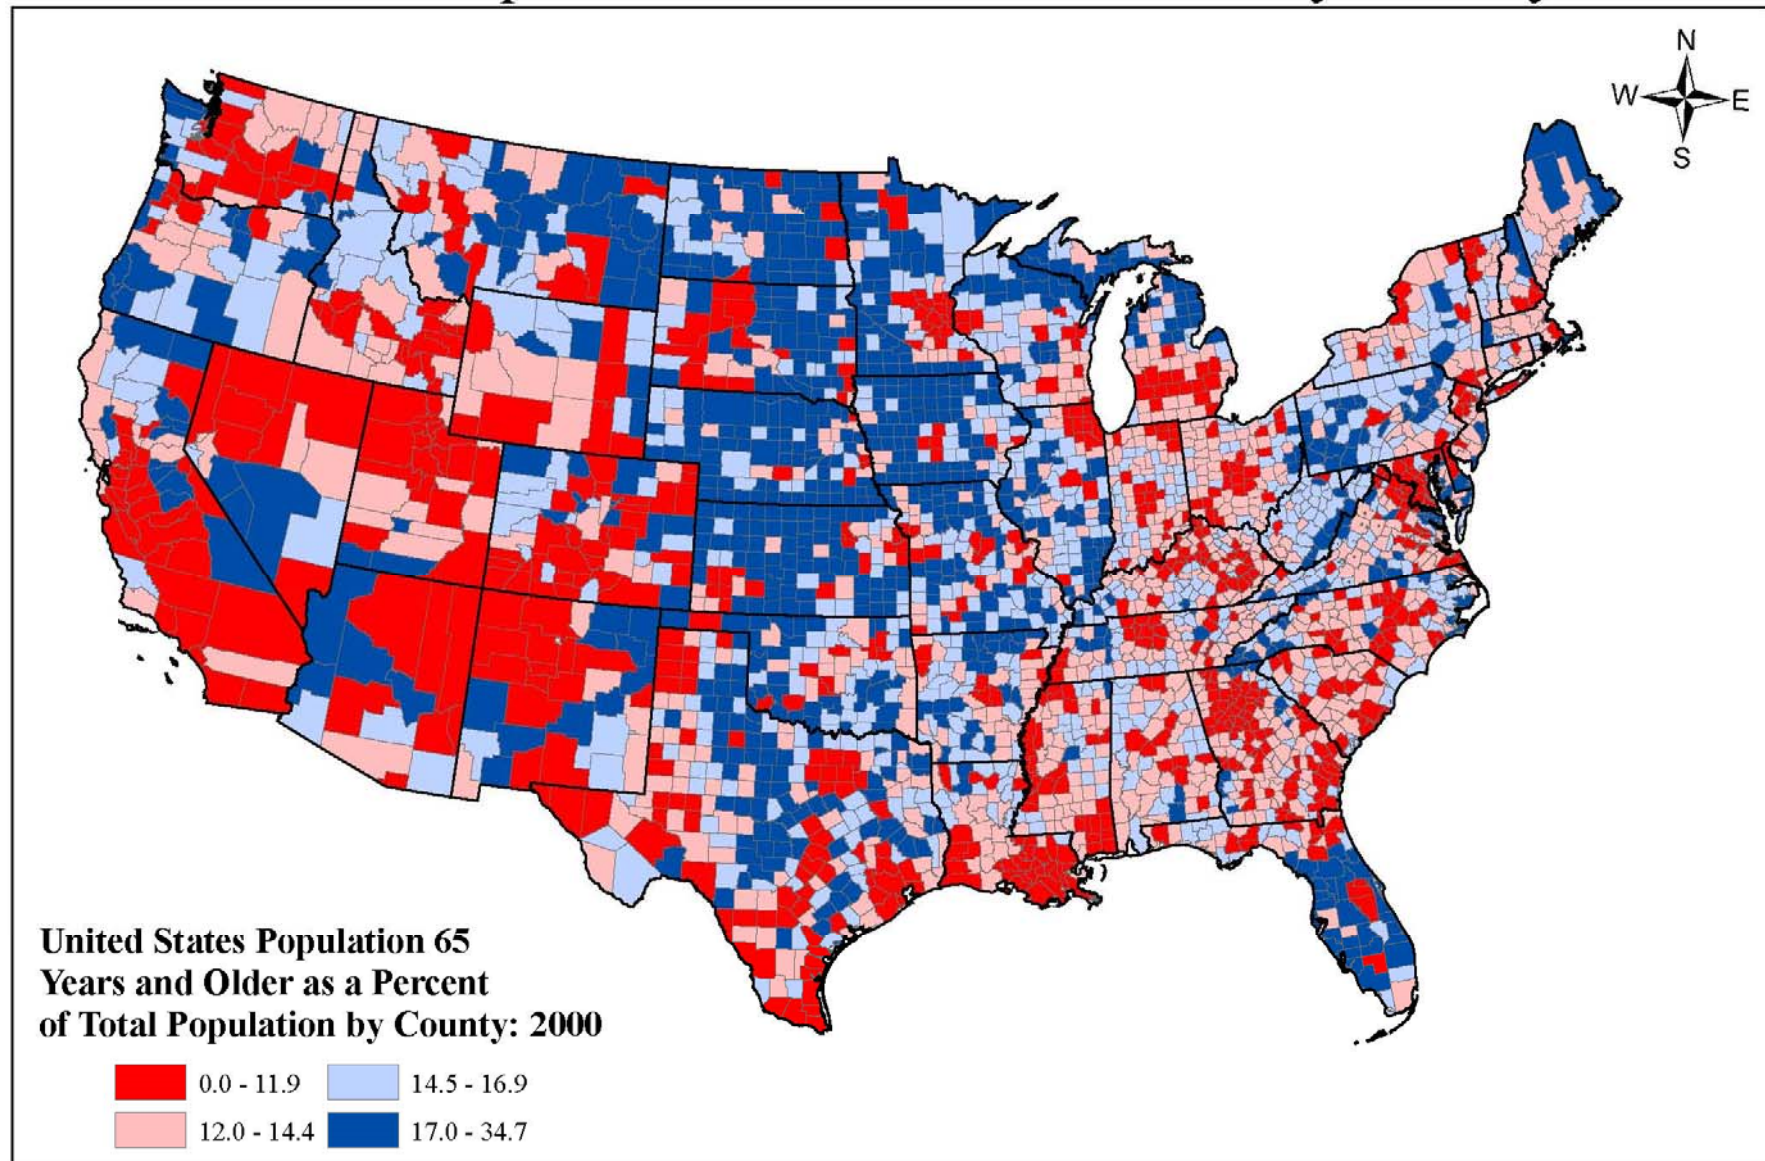 N
W E
S
United States Population 65
Years and Older as a Percent
of Total Population by County: 2000
0.0 - 11.9 14.5 - 16.9
12.0 - 14.4 17.0 - 34.7